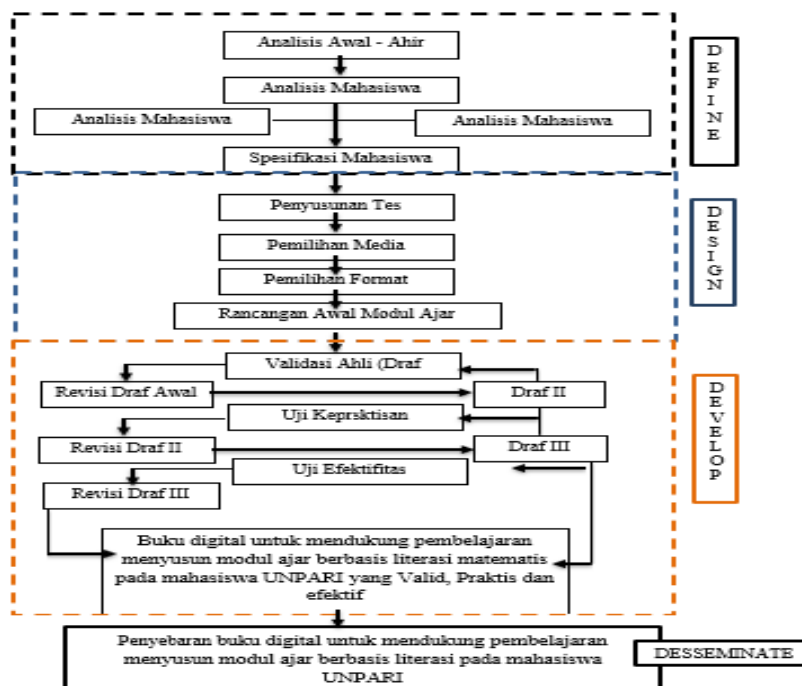 Analisis Awal - Ahir
Analisis Mahasiswa
Analisis Mahasiswa
Analisis Mahasiswa
Spesifikasi Mahasiswa
DEFINE
Penyusunan Tes
Pemilihan Media
Pemilihan Format
Rancangan Awal Modul Ajar
DESIGN
Validasi Ahli (Draf
Revisi Draf Awal
Draf II
Uji Keprsktisan
Revisi Draf II
Draf III
Uji Efektifitas
Revisi Draf III
Buku digital untuk mendukung pembelajaran
menyusun modul ajar berbasis literasi matematis
pada mahasiswa UNPARI yang Valid, Praktis dan
efektif
DEVELOP
Penyebaran buku digital untuk mendukung pembelajaran
menyusun modul ajar berbasis literasi pada mahasiswa
UNPARI
DESSEMINATE